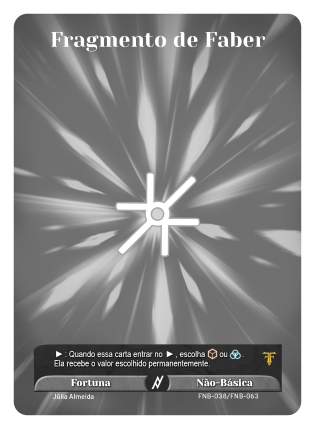 Fragmento de Faber
: Quando essa carta entrar no , escolha ou .
Ela recebe o valor escolhido permanentemente.
Fortuna
Não-Básica
Júlia Almeida
FNB-038/FNB-063